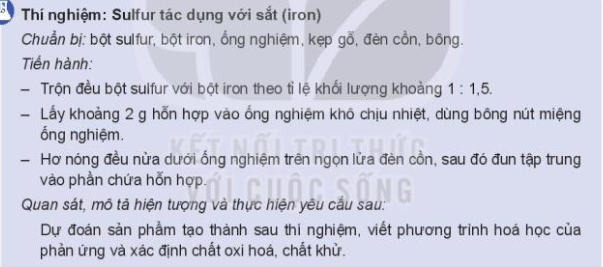 Thí nghiệm: Sulfur tác dụng với sắt (iron)
Chuẩn bị: bột sulfur, bột iron, ống nghiệm, kẹp gỗ, đèn cồn, bông.
Tiến hành:
– Trộn đều bột sulfur với bột iron theo tỉ lệ khối lượng khoảng 1 : 1,5.
– Lấy khoảng 2 g hỗn hợp vào ống nghiệm khô chịu nhiệt, dùng bông nút miệng
ống nghiệm.
KẾT NỐI TRI THỨC
– Hơ nóng đều nửa dưới ống nghiệm trên ngọn lửa đèn cồn, sau đó đun tập trung
vào phần chứa hỗn hợp.
VỚI CUỘC SỐNG
Quan sát, mô tả hiện tượng và thực hiện yêu cầu sau:
Dự đoán sản phẩm tạo thành sau thí nghiệm, viết phương trình hoá học của
phản ứng và xác định chất oxi hoá, chất khử.